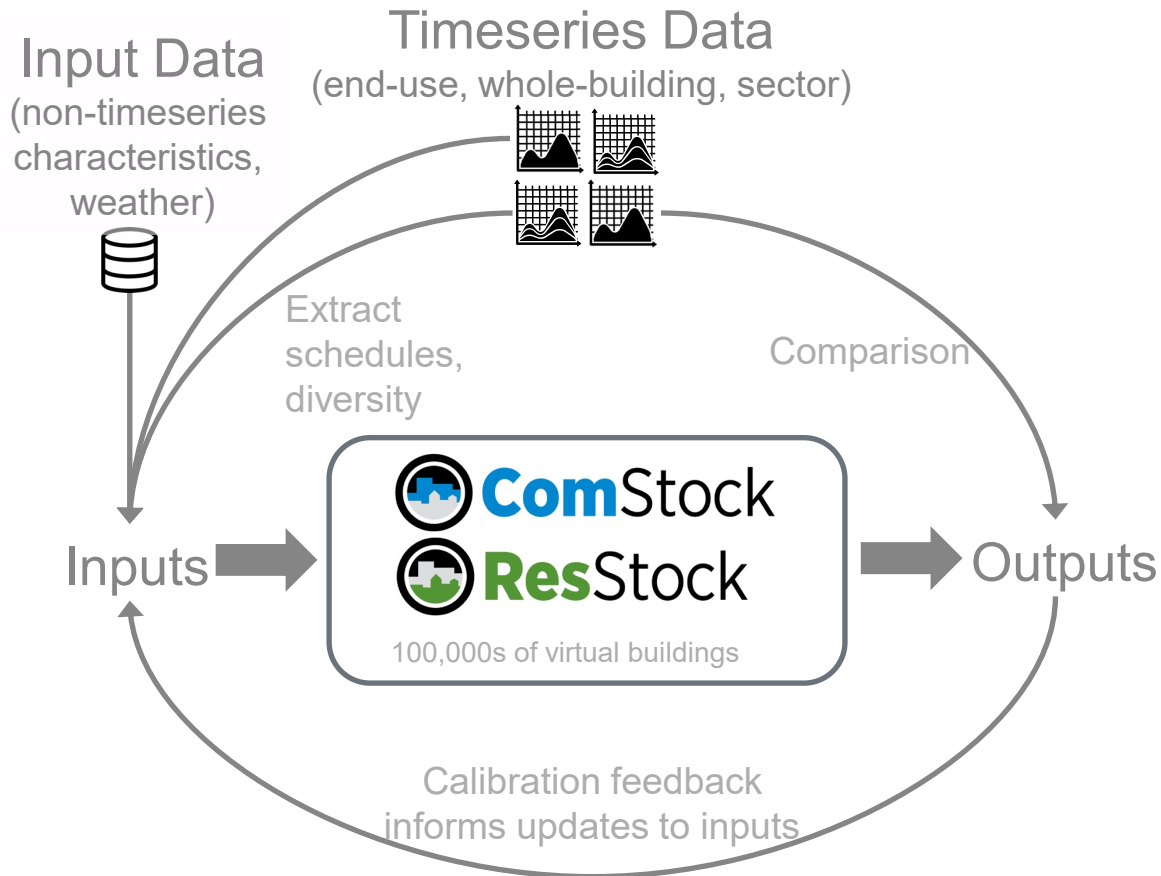 Input Data
(non-timeseries
characteristics,
weather)
Timeseries Data
(end-use, whole-building, sector)
Extract
schedules,
diversity
Comparison
ComStock
ResStock
100,000s of virtual buildings
Inputs
Outputs
Calibration feedback
informs updates to inputs